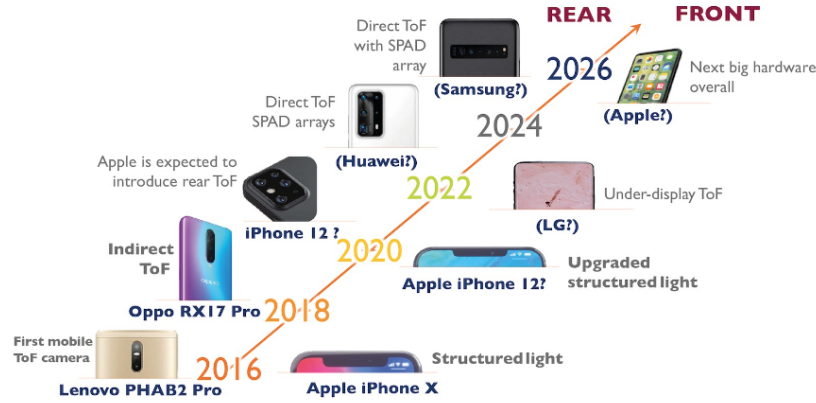 REAR
FRONT
Direct ToF
with SPAD
array
(Samsung?)
2026
Next big hardware
overall
(Apple?)
Direct ToF
SPAD arrays
(Huawei?)
2024
Apple is expected to
introduce rear ToF
iPhone 12 ?
2022
Under-display ToF
(LG?)
Indirect
ToF
Oppo RX17 Pro
2020
Apple iPhone 12?
Upgraded
structured light
2018
First mobile
ToF camera
Lenovo PHAB2 Pro
2016
Apple iPhone X
Structured light